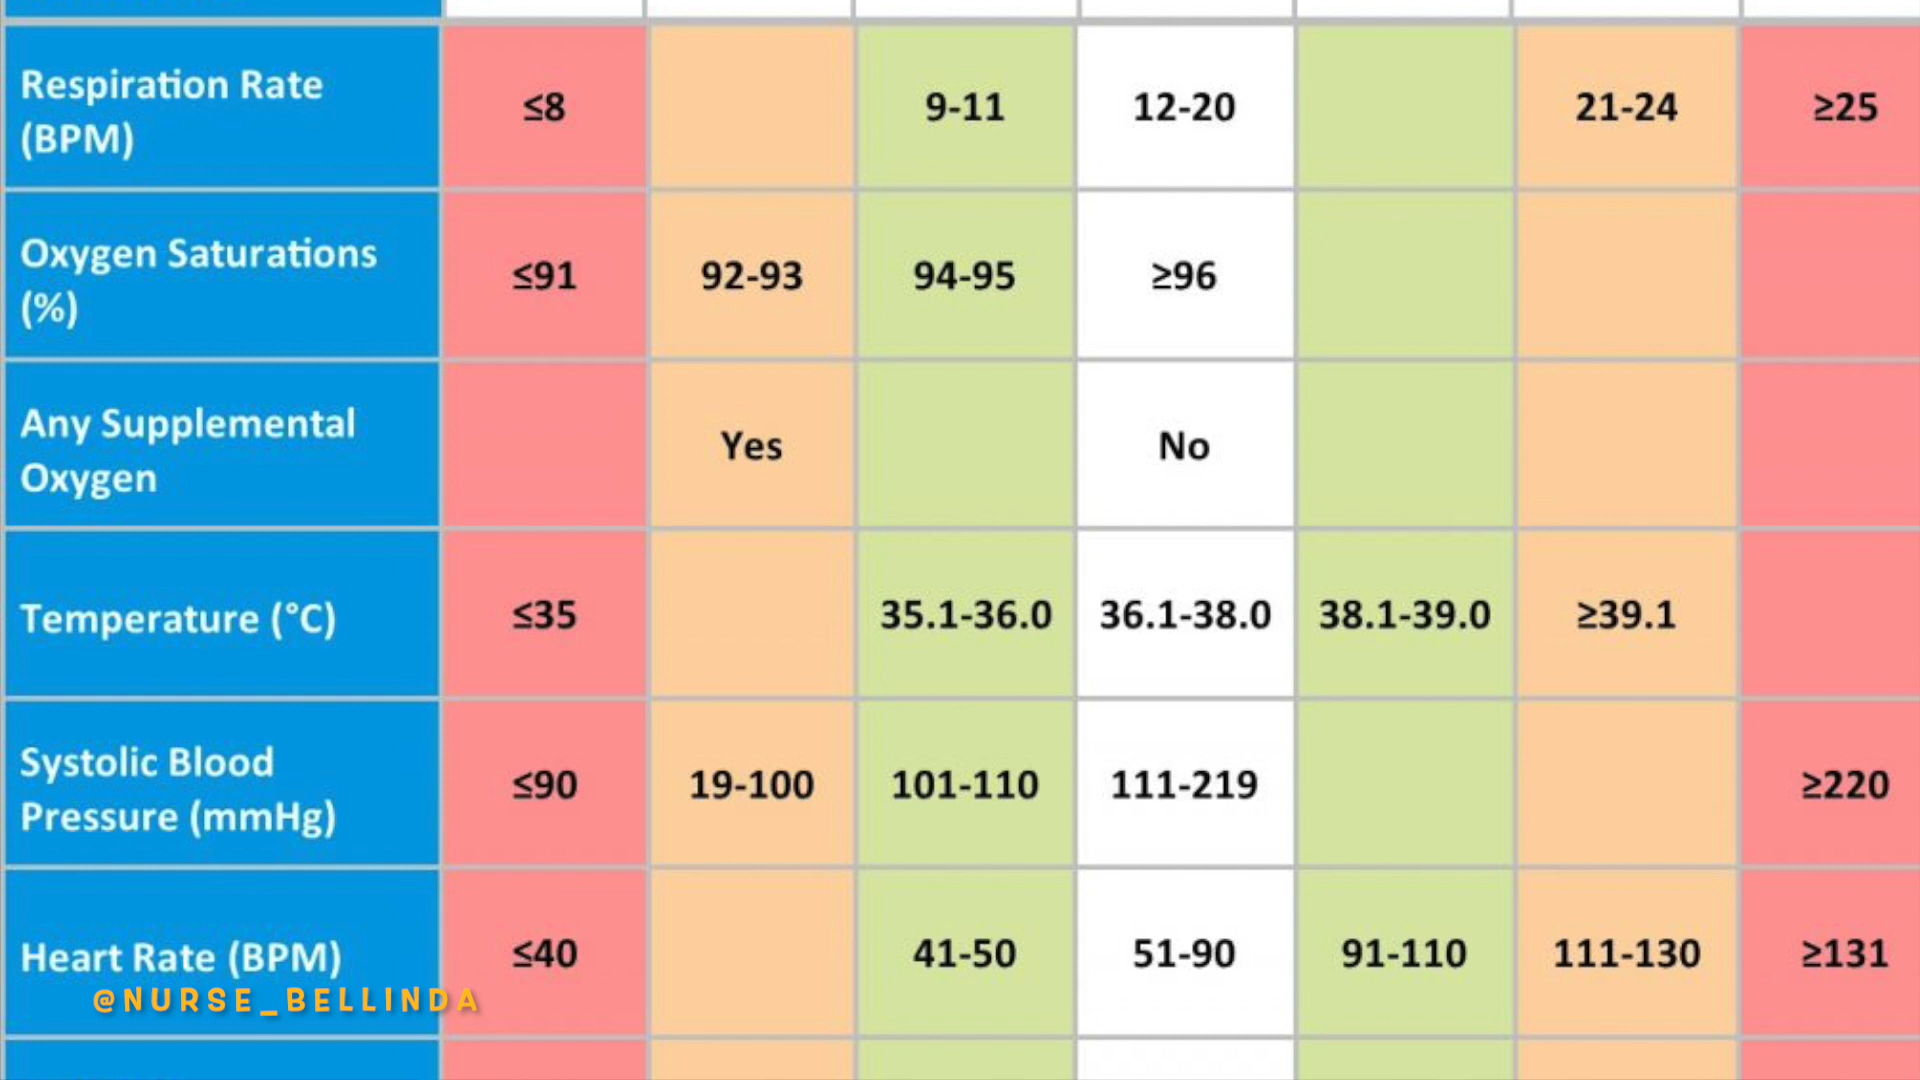 Respiration Rate
(BPM)
≤8
9-11
12-20
21-24
≥25
Oxygen Saturations
(%)
≤91
92-93
94-95
≥96
Any Supplemental
Oxygen
Yes
No
Temperature (°C)
≤35
35.1-36.0
36.1-38.0
38.1-39.0
≥39.1
Systolic Blood
Pressure (mmHg)
≤90
19-100
101-110
111-219
≥220
Heart Rate (BPM)
≤40
41-50
51-90
91-110
111-130
≥131
@NURSE_BELLINDA